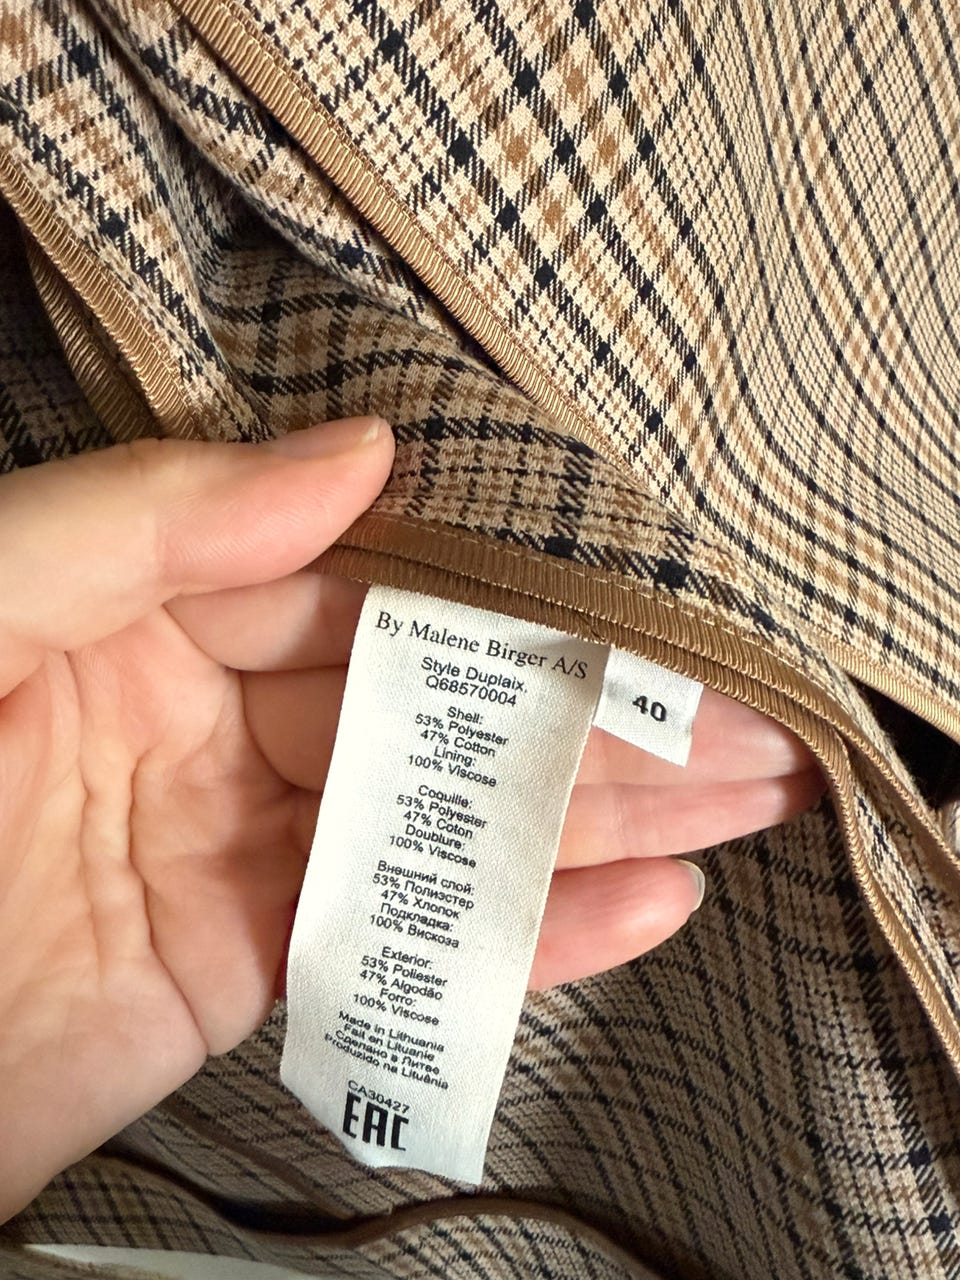 By Malene Birger A/S
Style Duplaix.
Q68570004
Shell:
53% Polyester
47% Cotton
Lining:
100% Viscose
Coquille:
53% Polyester
47% Coton
Doublure:
100% Viscose
Внешний слой:
53% Полиэстер
47% Хлопок
Подкладка:
100% Вискоза
Exterior:
53% Poliester
47% Algodão
Forro:
100% Viscose
Made in Lithuania
Fait en Lituanie
Сделано в Литве
Produzido na Lituânia
CA30427
EAC
40